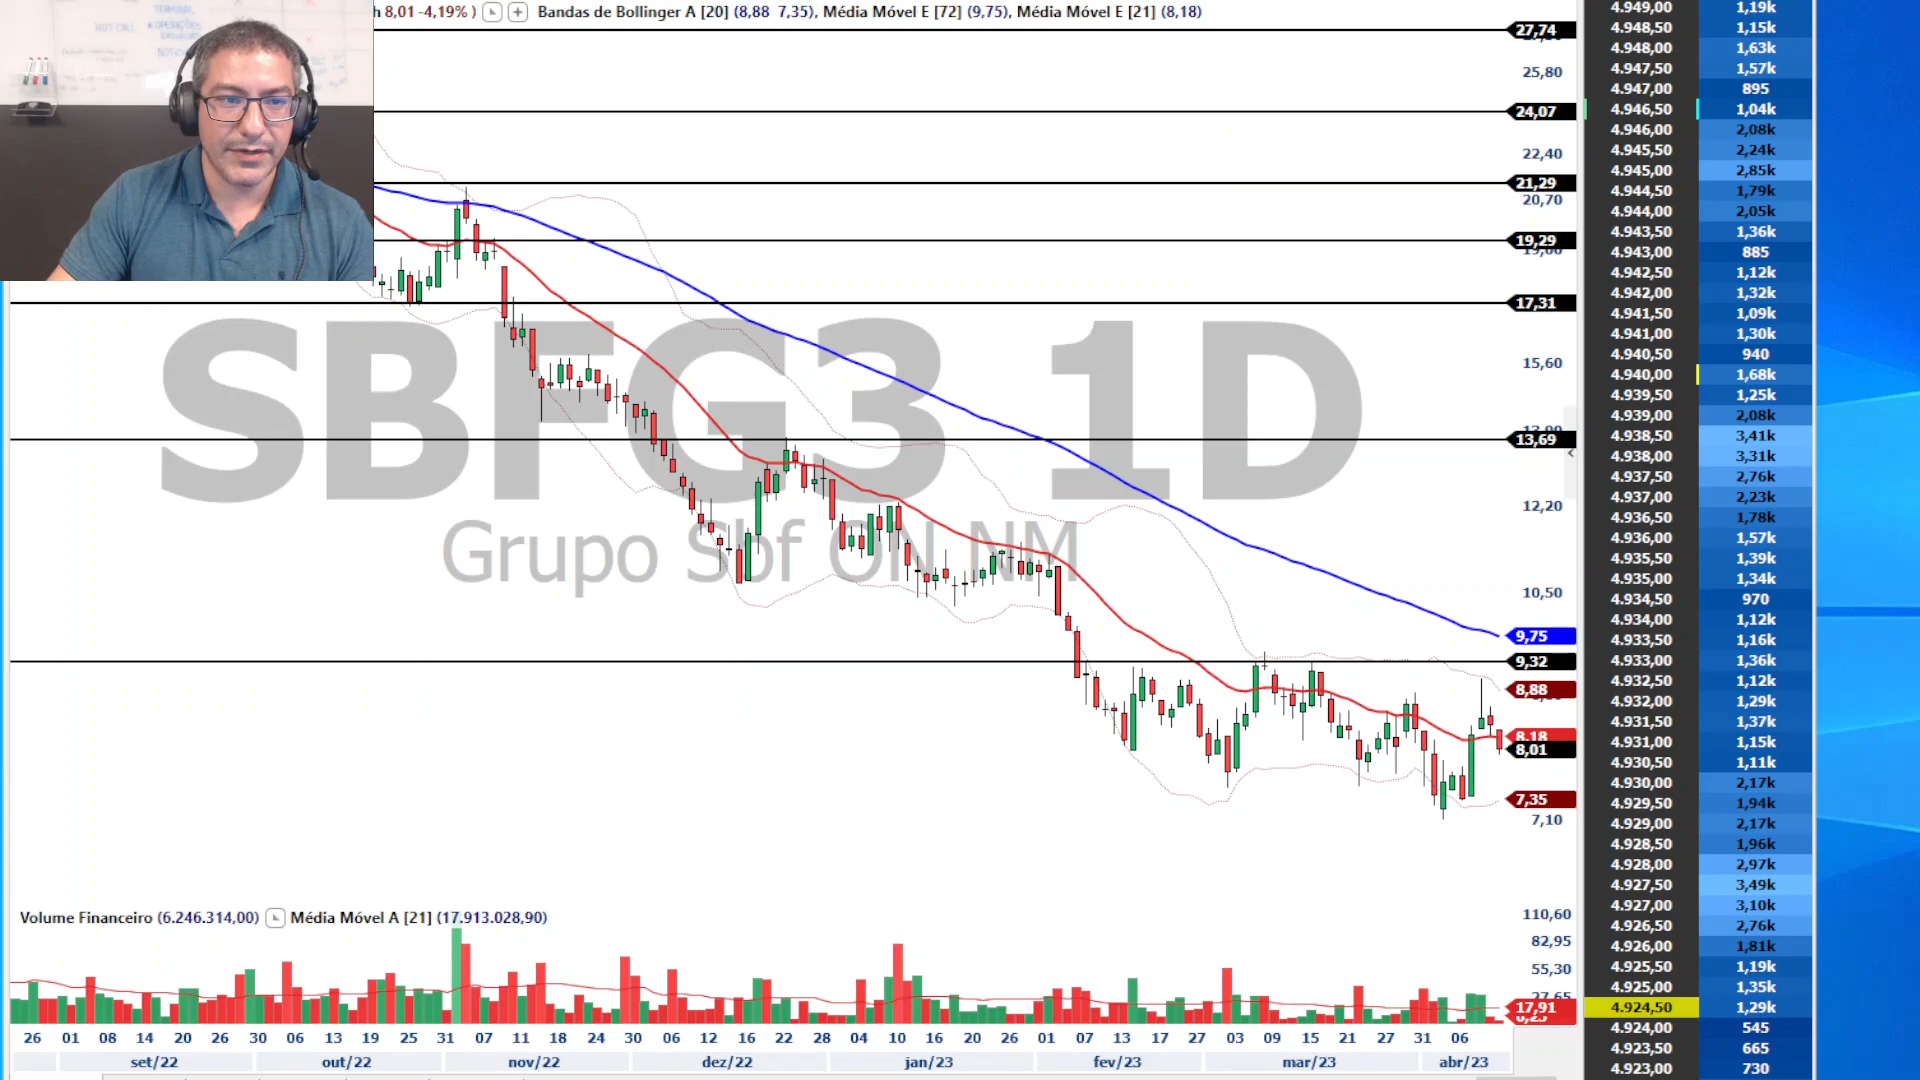 TERMINAL
HOT CALL
OPERAÇÕES
h 8,01 -4,19% ) Bandas de Bollinger A [20] (8,88 7,35), Média Móvel E [72] (9,75), Média Móvel E [21] (8,18)
27,74
25,80
24,07
22,40
21,29
20,70
19,29
17,31
15,60
13,69
12,20
10,50
9,75
9,32
8,88
8,18
8,01
7,35
7,10
SBFG3 1D
Grupo Sbf ON NM
Volume Financeiro (6.246.314,00) Média Móvel A [21] (17.913.028,90)
110,60
82,95
55,30
17,91
26 01 08 14 20 26 30 06 13 19 25 31 07 11 18 24 30 06 12 16 22 28 04 10 16 20 26 01 07 13 17 27 03 09 15 21 27 31 06
set/22 out/22 nov/22 dez/22 jan/23 fev/23 mar/23 abr/23
4.949,00 1,19k
4.948,50 1,15k
4.948,00 1,63k
4.947,50 1,57k
4.947,00 895
4.946,50 1,04k
4.946,00 2,08k
4.945,50 2,24k
4.945,00 2,85k
4.944,50 1,79k
4.944,00 2,05k
4.943,50 1,36k
4.943,00 885
4.942,50 1,12k
4.942,00 1,32k
4.941,50 1,09k
4.941,00 1,30k
4.940,50 940
4.940,00 1,68k
4.939,50 1,25k
4.939,00 2,08k
4.938,50 3,41k
4.938,00 3,31k
4.937,50 2,76k
4.937,00 2,23k
4.936,50 1,78k
4.936,00 1,57k
4.935,50 1,39k
4.935,00 1,34k
4.934,50 970
4.934,00 1,12k
4.933,50 1,16k
4.933,00 1,36k
4.932,50 1,12k
4.932,00 1,29k
4.931,50 1,37k
4.931,00 1,15k
4.930,50 1,11k
4.930,00 2,17k
4.929,50 1,94k
4.929,00 2,17k
4.928,50 1,96k
4.928,00 2,97k
4.927,50 3,49k
4.927,00 3,10k
4.926,50 2,76k
4.926,00 1,81k
4.925,50 1,19k
4.925,00 1,35k
4.924,50 1,29k
4.924,00 545
4.923,50 665
4.923,00 730